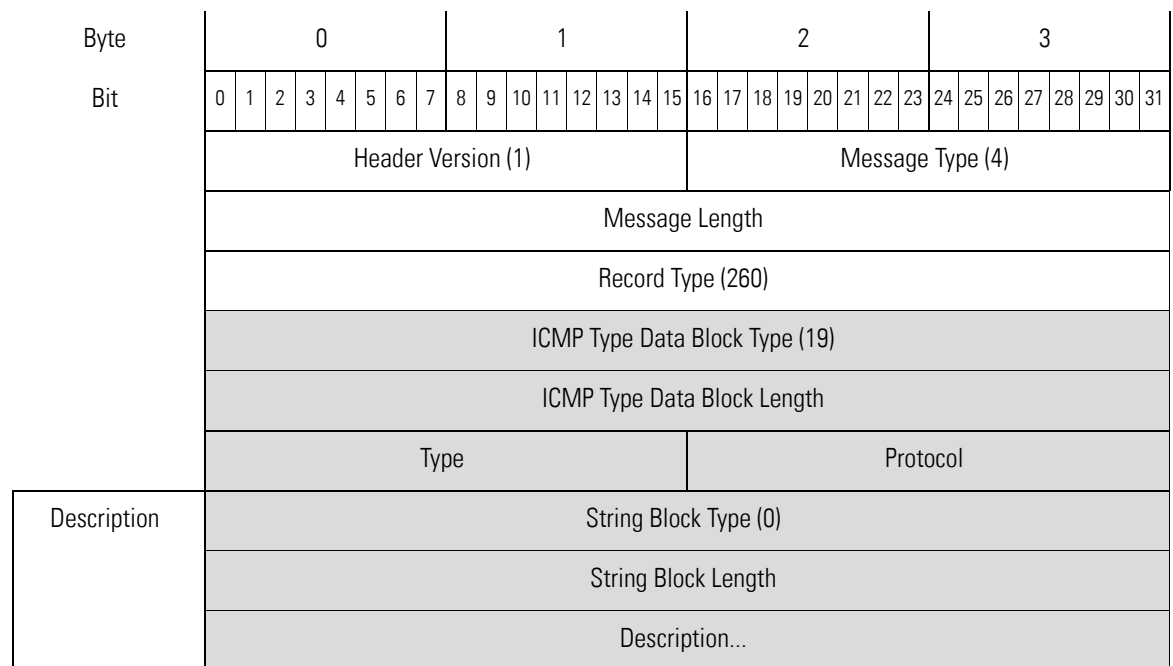 Byte 0 1 2 3
Bit 0 1 2 3 4 5 6 7 8 9 10 11 12 13 14 15 16 17 18 19 20 21 22 23 24 25 26 27 28 29 30 31
Header Version (1) Message Type (4)
Message Length
Record Type (260)
ICMP Type Data Block Type (19)
ICMP Type Data Block Length
Type Protocol
Description String Block Type (0)
String Block Length
Description...